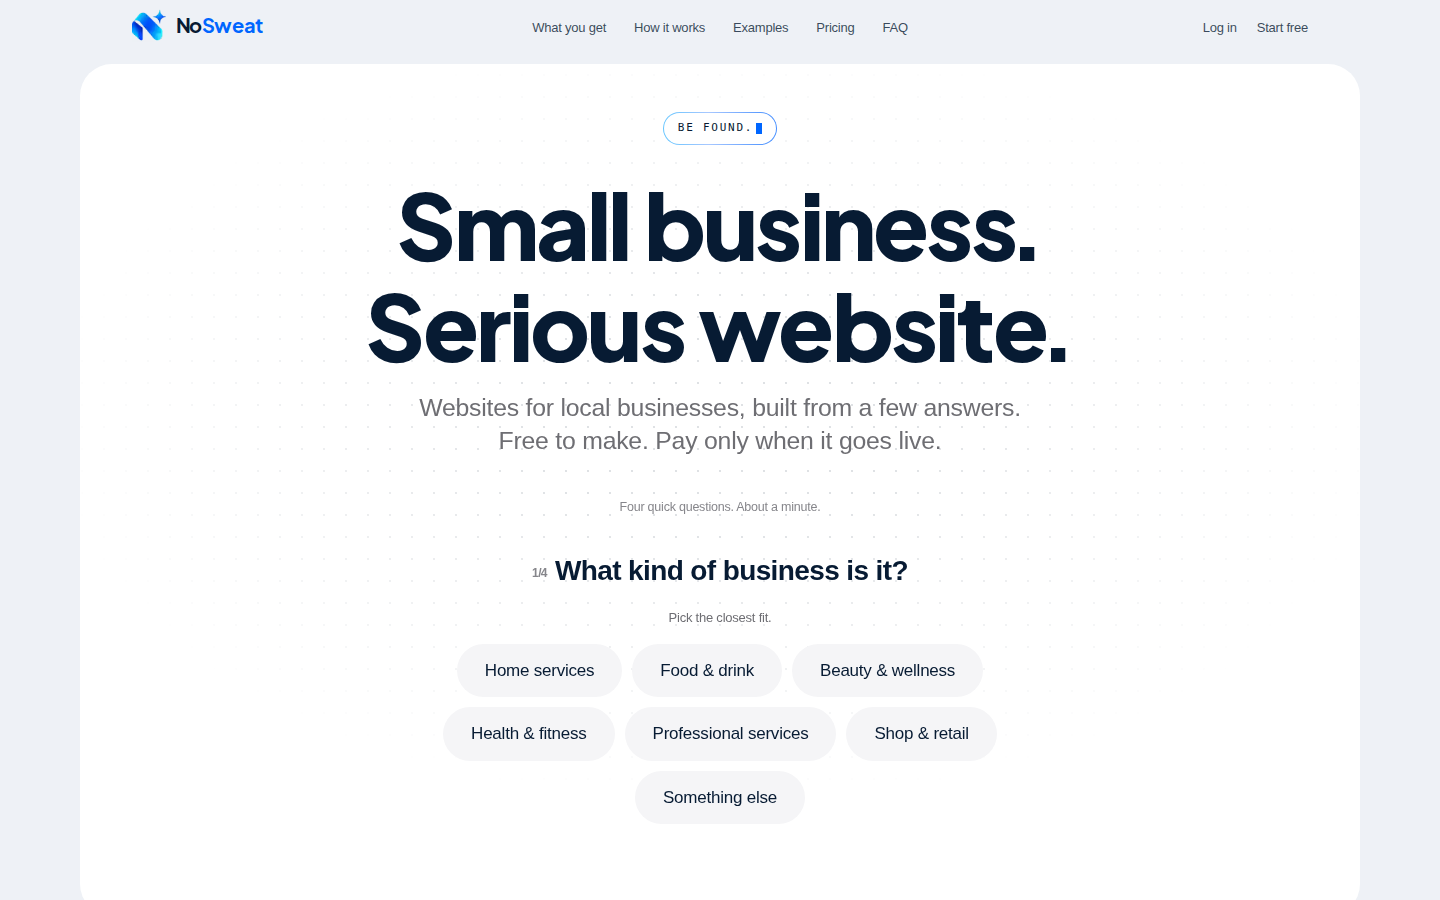 NoSweat
What you get
How it works
Examples
Pricing
FAQ
Log in
Start free
BE FOUND.
Small business.
Serious website.
Websites for local businesses, built from a few answers.
Free to make. Pay only when it goes live.
Four quick questions. About a minute.
1/4 What kind of business is it?
Pick the closest fit.
Home services
Food & drink
Beauty & wellness
Health & fitness
Professional services
Shop & retail
Something else